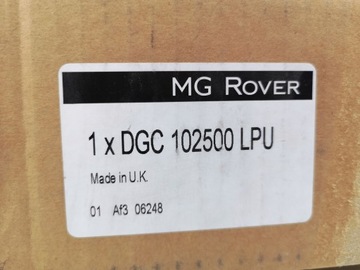 MG ROVER
1 x DGC 102500 LPU
Made in U.K.
01 Af3 06248